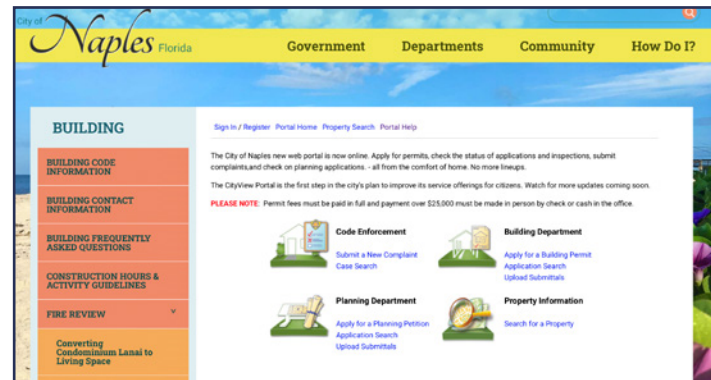 City of
Naples Florida
Government Departments Community How Do I?
BUILDING
BUILDING CODE
INFORMATION
BUILDING CONTACT
INFORMATION
BUILDING FREQUENTLY
ASKED QUESTIONS
CONSTRUCTION HOURS &
ACTIVITY GUIDELINES
FIRE REVIEW
Converting
Condominium Lanai to
Living Space
Sign In / Register Portal Home Property Search Portal Help
The City of Naples new web portal is now online. Apply for permits, check the status of applications and inspections, submit
complaints,and check on planning applications. - all from the comfort of home. No more
lineups.
The CityView Portal is the first step in the city's plan to improve its service offerings for citizens. Watch for more updates coming soon.
PLEASE NOTE: Permit fees must be paid in full and payment over $25,000 must be made in person by check or cash in the office.
Code Enforcement
Submit a New Complaint
Case Search
Building Department
Apply for a Building Permit
Application Search
Upload Submittals
Planning Department
Apply for a Planning Petition
Application Search
Upload Submittals
Property Information
Search for a Property